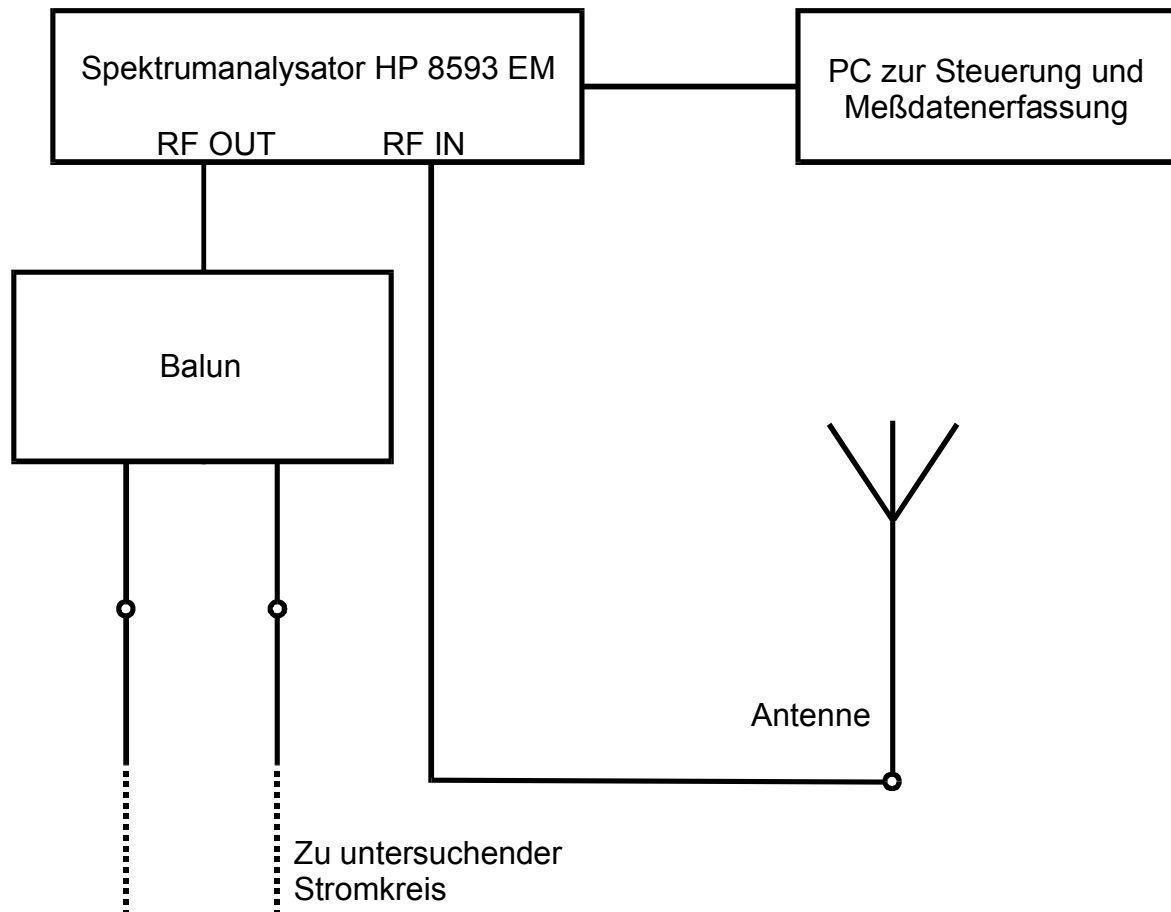 Spektrumanalysator HP 8593 EM
RF OUT
RF IN
PC zur Steuerung und
Meßdatenerfassung
Balun
Antenne
Zu untersuchender
Stromkreis